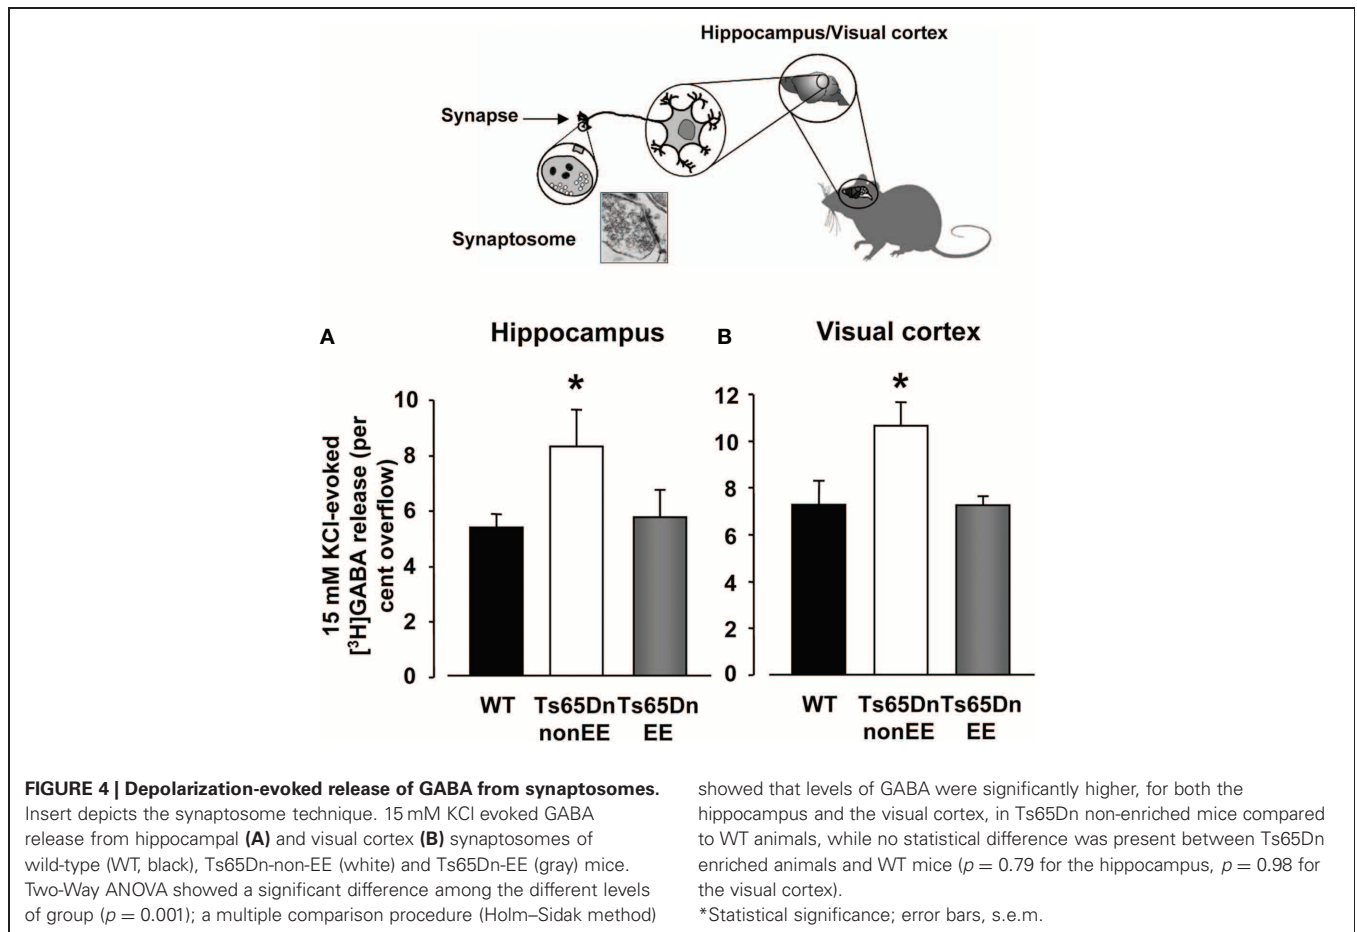 Hippocampus/Visual cortex
Synapse
Synaptosome
A
Hippocampus
15 mM KCl-evoked
[³H]GABA release (per
cent overflow)
10
8
6
4
2
0
*
WT
Ts65Dn
nonEE
Ts65Dn
EE
B
Visual cortex
12
10
8
6
4
2
0
*
WT
Ts65Dn
nonEE
Ts65Dn
EE
FIGURE 4 | Depolarization-evoked release of GABA from synaptosomes.
Insert depicts the synaptosome technique. 15 mM KCl evoked GABA
release from hippocampal (A) and visual cortex (B) synaptosomes of
wild-type (WT, black), Ts65Dn-non-EE (white) and Ts65Dn-EE (gray) mice.
Two-Way ANOVA showed a significant difference among the different levels
of group (p = 0.001); a multiple comparison procedure (Holm–Sidak method)
showed that levels of GABA were significantly higher, for both the
hippocampus and the visual cortex, in Ts65Dn non-enriched mice compared
to WT animals, while no statistical difference was present between Ts65Dn
enriched animals and WT mice (p = 0.79 for the hippocampus, p = 0.98 for
the visual cortex).
*Statistical significance; error bars, s.e.m.